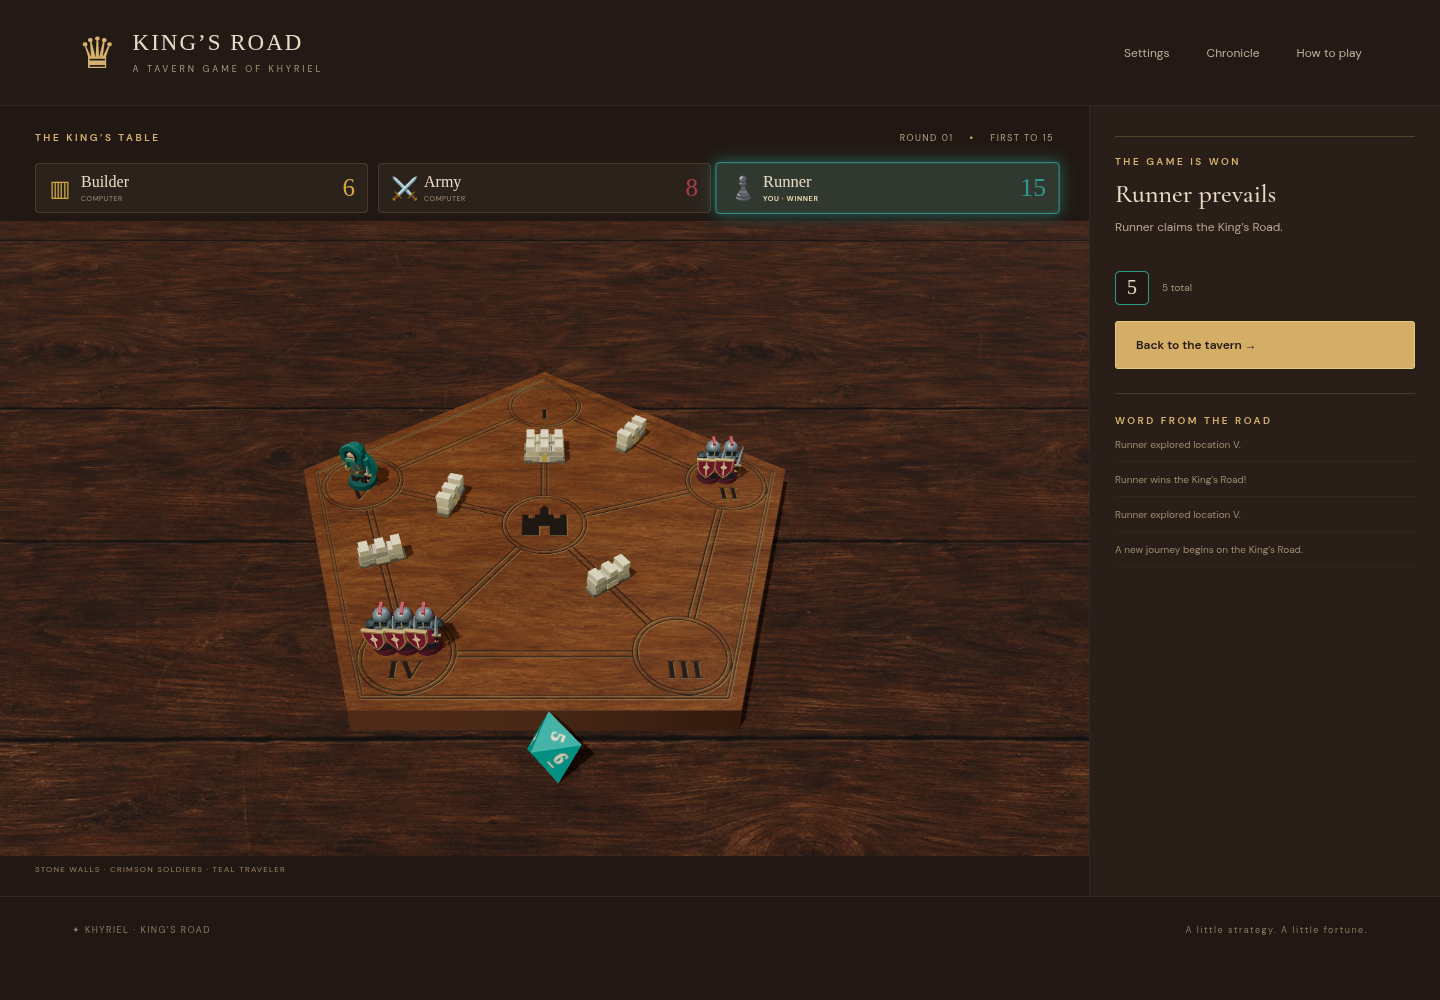 KING’S ROAD
A TAVERN GAME OF KHYRIEL
Settings
Chronicle
How to play
THE KING’S TABLE
ROUND 01 • FIRST TO 15
Builder
COMPUTER
6
Army
COMPUTER
8
Runner
YOU · WINNER
15
I
II
V
IV
III
5
6
STONE WALLS · CRIMSON SOLDIERS · TEAL TRAVELER
THE GAME IS WON
Runner prevails
Runner claims the King’s Road.
5
5 total
Back to the tavern →
WORD FROM THE ROAD
Runner explored location V.
Runner wins the King’s Road!
Runner explored location V.
A new journey begins on the King’s Road.
✦ KHYRIEL · KING’S ROAD
A little strategy. A little fortune.